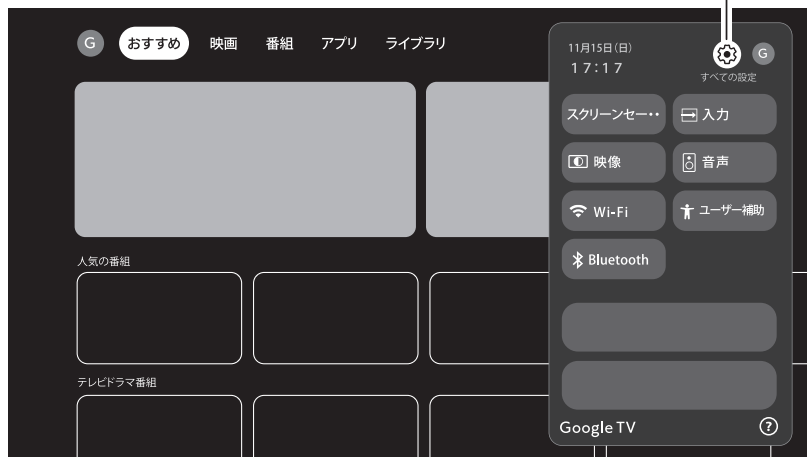 G おすすめ 映画 番組 アプリ ライブラリ
人気の番組
テレビドラマ番組
11月15日(日)
17:17
G
すべての設定
スクリーンセー・・
入力
映像
音声
Wi-Fi
ユーザー補助
Bluetooth
Google TV
?